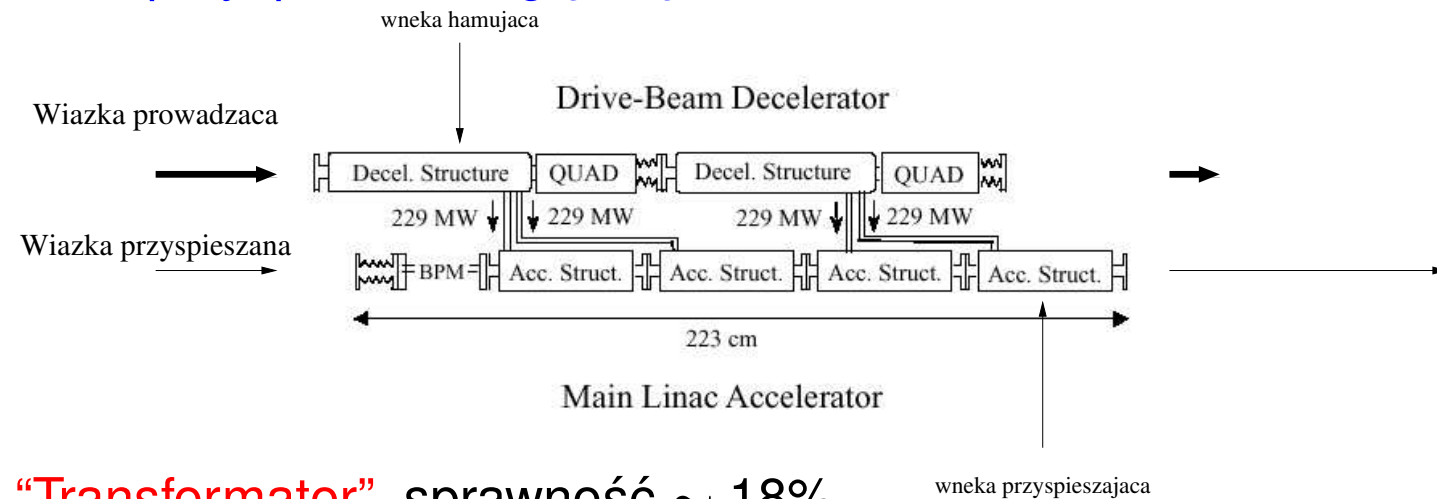 wneka hamujaca
Drive-Beam Decelerator
Wiazka prowadzaca
Decel. Structure QUAD Decel. Structure QUAD
229 MW 229 MW 229 MW 229 MW
Wiazka przyspieszana
BPM Acc. Struct. Acc. Struct. Acc. Struct. Acc. Struct.
223 cm
Main Linac Accelerator
“Transformator” sprawność ~ 18%
wneka przyspieszajaca